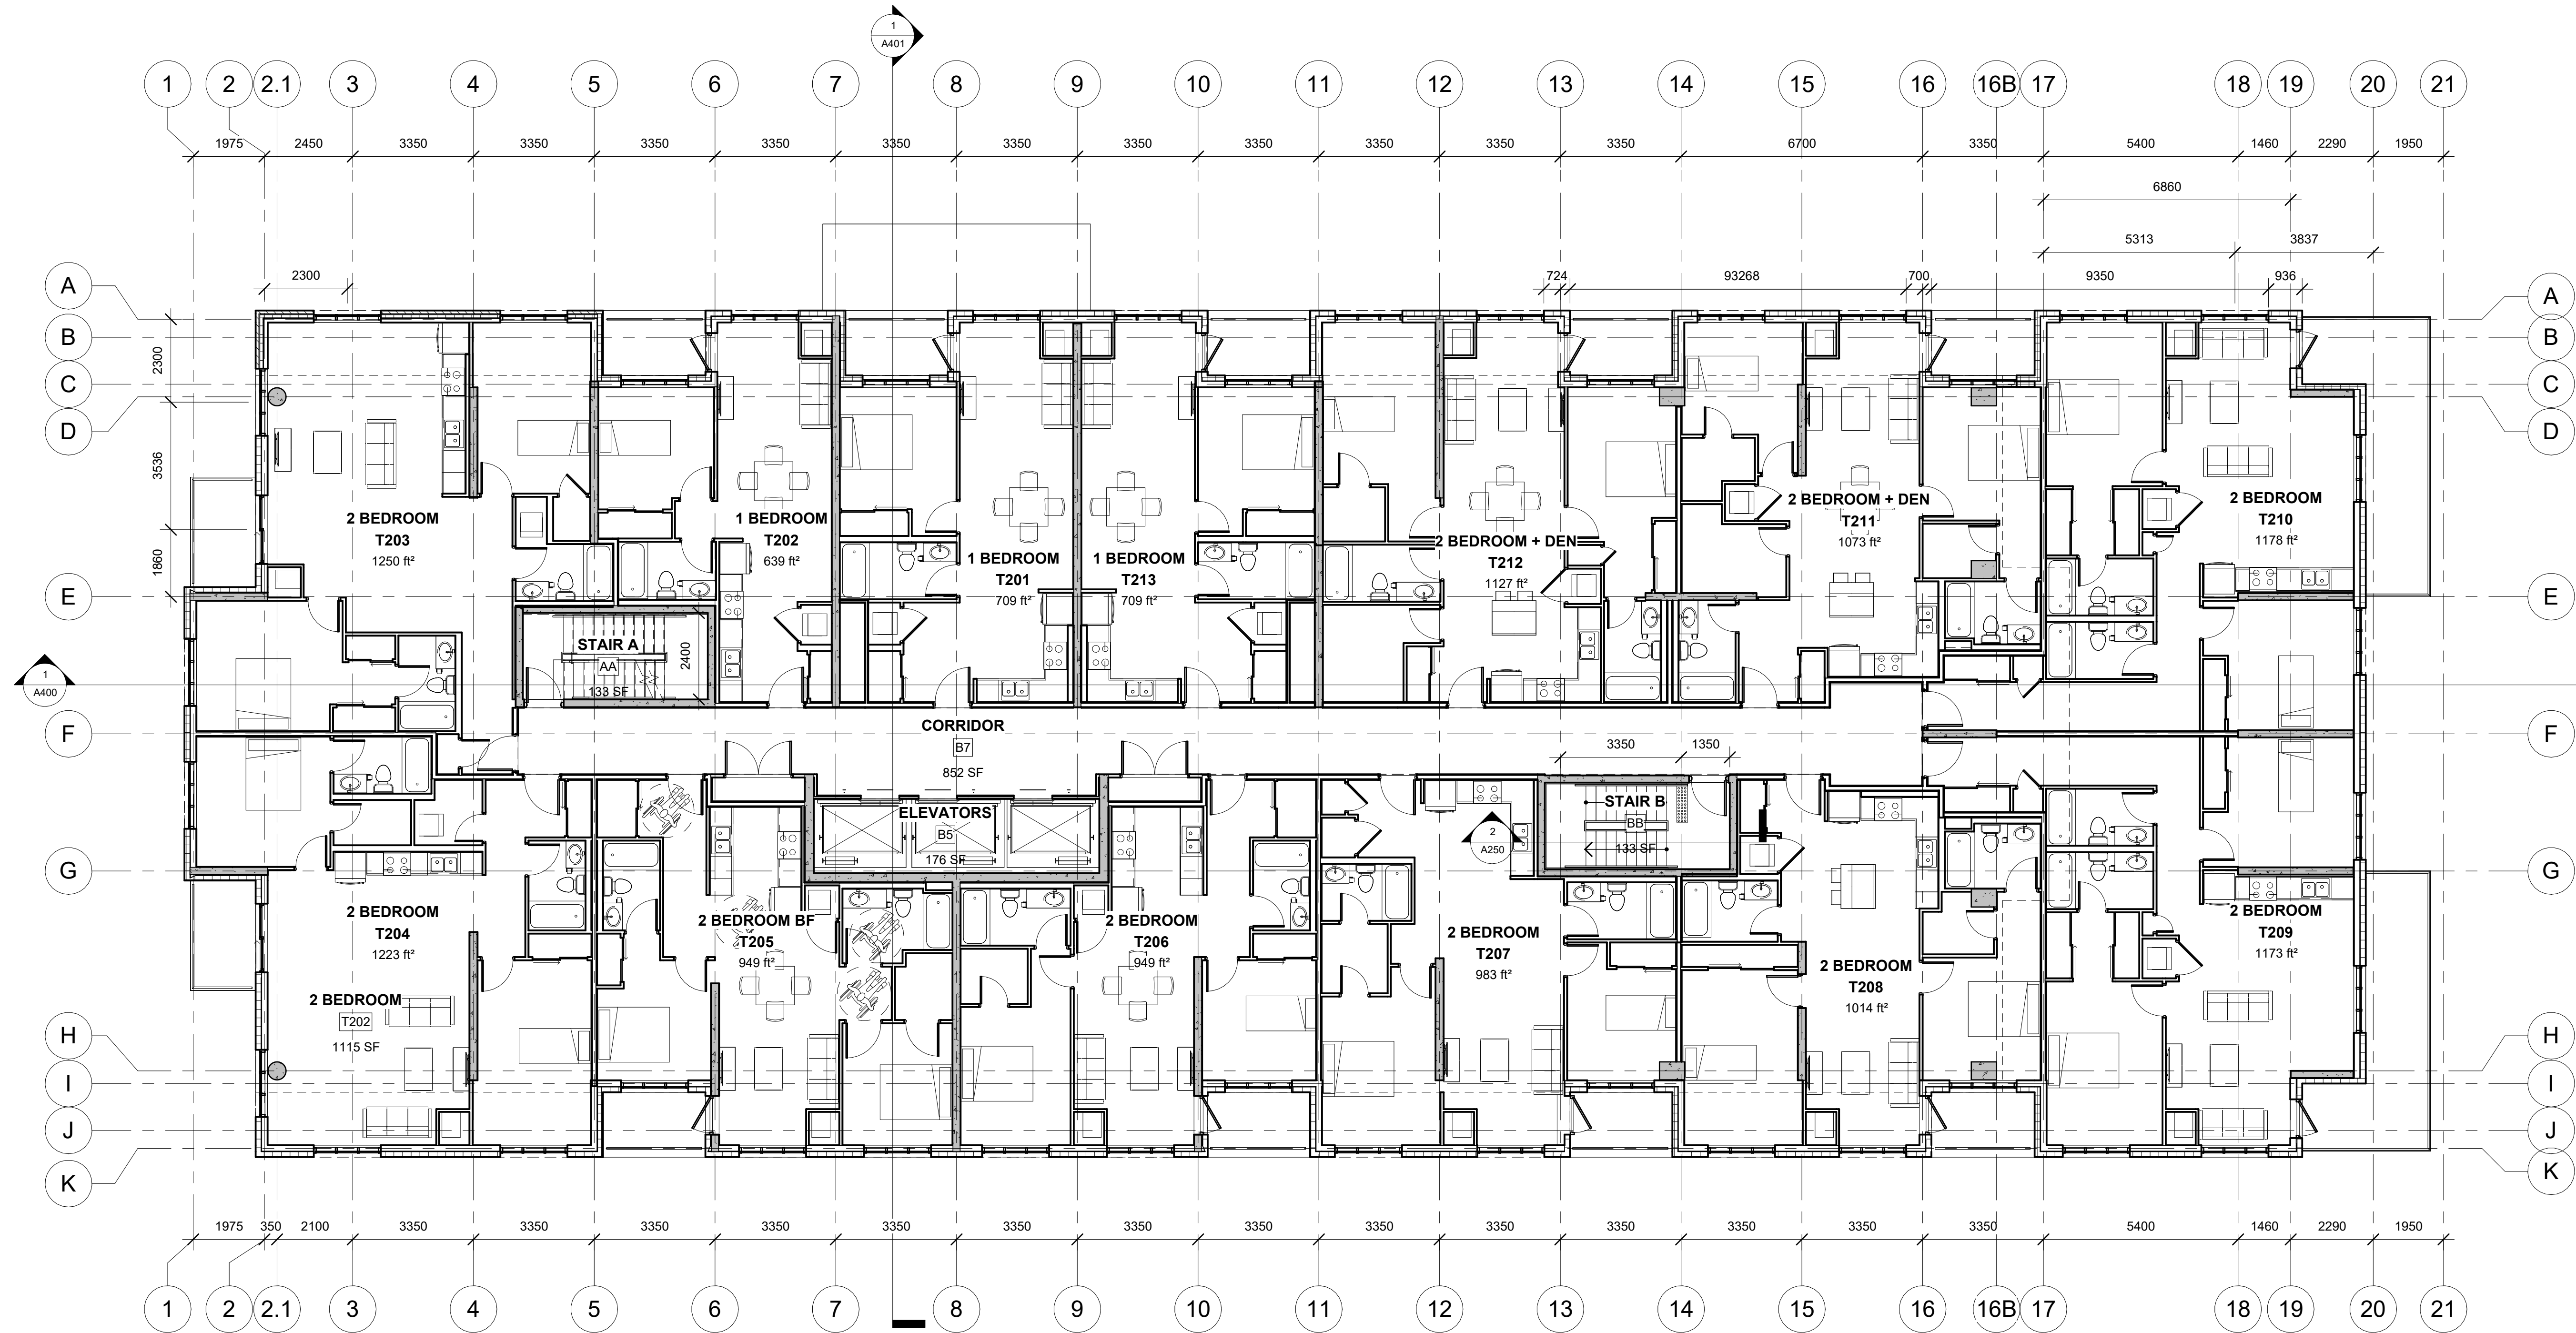 1
A401
1 2 2.1 3 4 5 6 7 8 9 10 11 12 13 14 15 16 16B 17 18 19 20 21
1975 2450 3350 3350 3350 3350 3350 3350 3350 3350 3350 3350 3350 6700 3350 5400 1460 2290 1950
6860
5313 3837
2300 724 93268 700 9350 936
A A
B B
2300
C C
D D
3536
2 BEDROOM
T203
1250 ft²
1 BEDROOM
T202
639 ft²
1 BEDROOM
T201
709 ft²
1 BEDROOM
T213
709 ft²
2 BEDROOM + DEN
T212
1127 ft²
2 BEDROOM + DEN
T211
1073 ft²
2 BEDROOM
T210
1178 ft²
1860
E E
STAIR A
AA
133 SF
2400
1
A400
F F
CORRIDOR
B7
852 SF
3350 1350
ELEVATORS
B5
176 SF
STAIR B
BB
133 SF
2
A250
G G
2 BEDROOM
T204
1223 ft²
2 BEDROOM BF
T205
949 ft²
2 BEDROOM
T206
949 ft²
2 BEDROOM
T207
983 ft²
2 BEDROOM
T208
1014 ft²
2 BEDROOM
T209
1173 ft²
2 BEDROOM
T202
1115 SF
H H
I I
J J
K K
1975 350 2100 3350 3350 3350 3350 3350 3350 3350 3350 3350 3350 3350 3350 3350 3350 5400 1460 2290 1950
1 2 2.1 3 4 5 6 7 8 9 10 11 12 13 14 15 16 16B 17 18 19 20 21